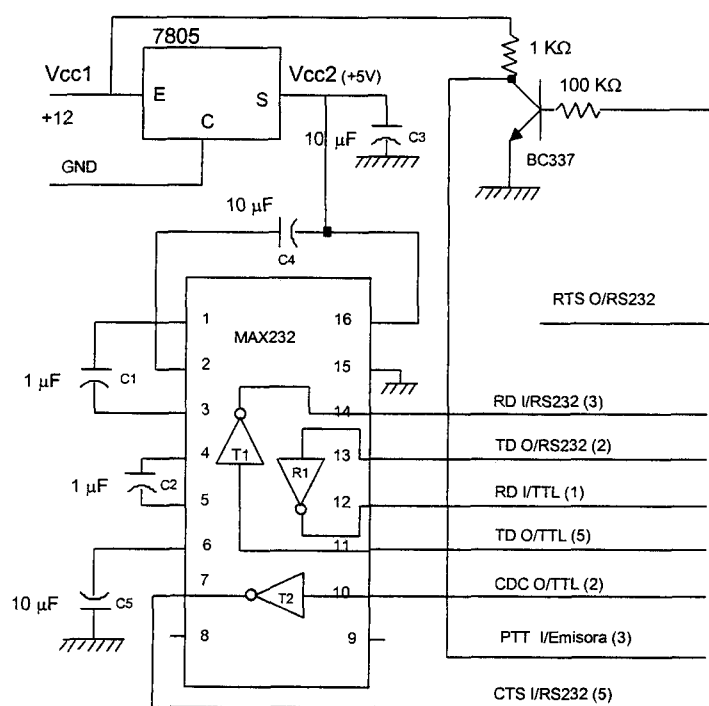 7805
1 KΩ
Vcc1
Vcc2 (+5V)
100 KΩ
E
S
+12
C
10 µF
C3
GND
BC337
10 µF
C4
RTS O/RS232
1
16
MAX232
2
15
1 µF
C1
3
14
RD I/RS232 (3)
TD O/RS232 (2)
4
T1
R1
13
1 µF
C2
5
12
RD I/TTL (1)
6
11
TD O/TTL (5)
7
10
CDC O/TTL (2)
10 µF
C5
T2
8
9
PTT I/Emisora (3)
CTS I/RS232 (5)